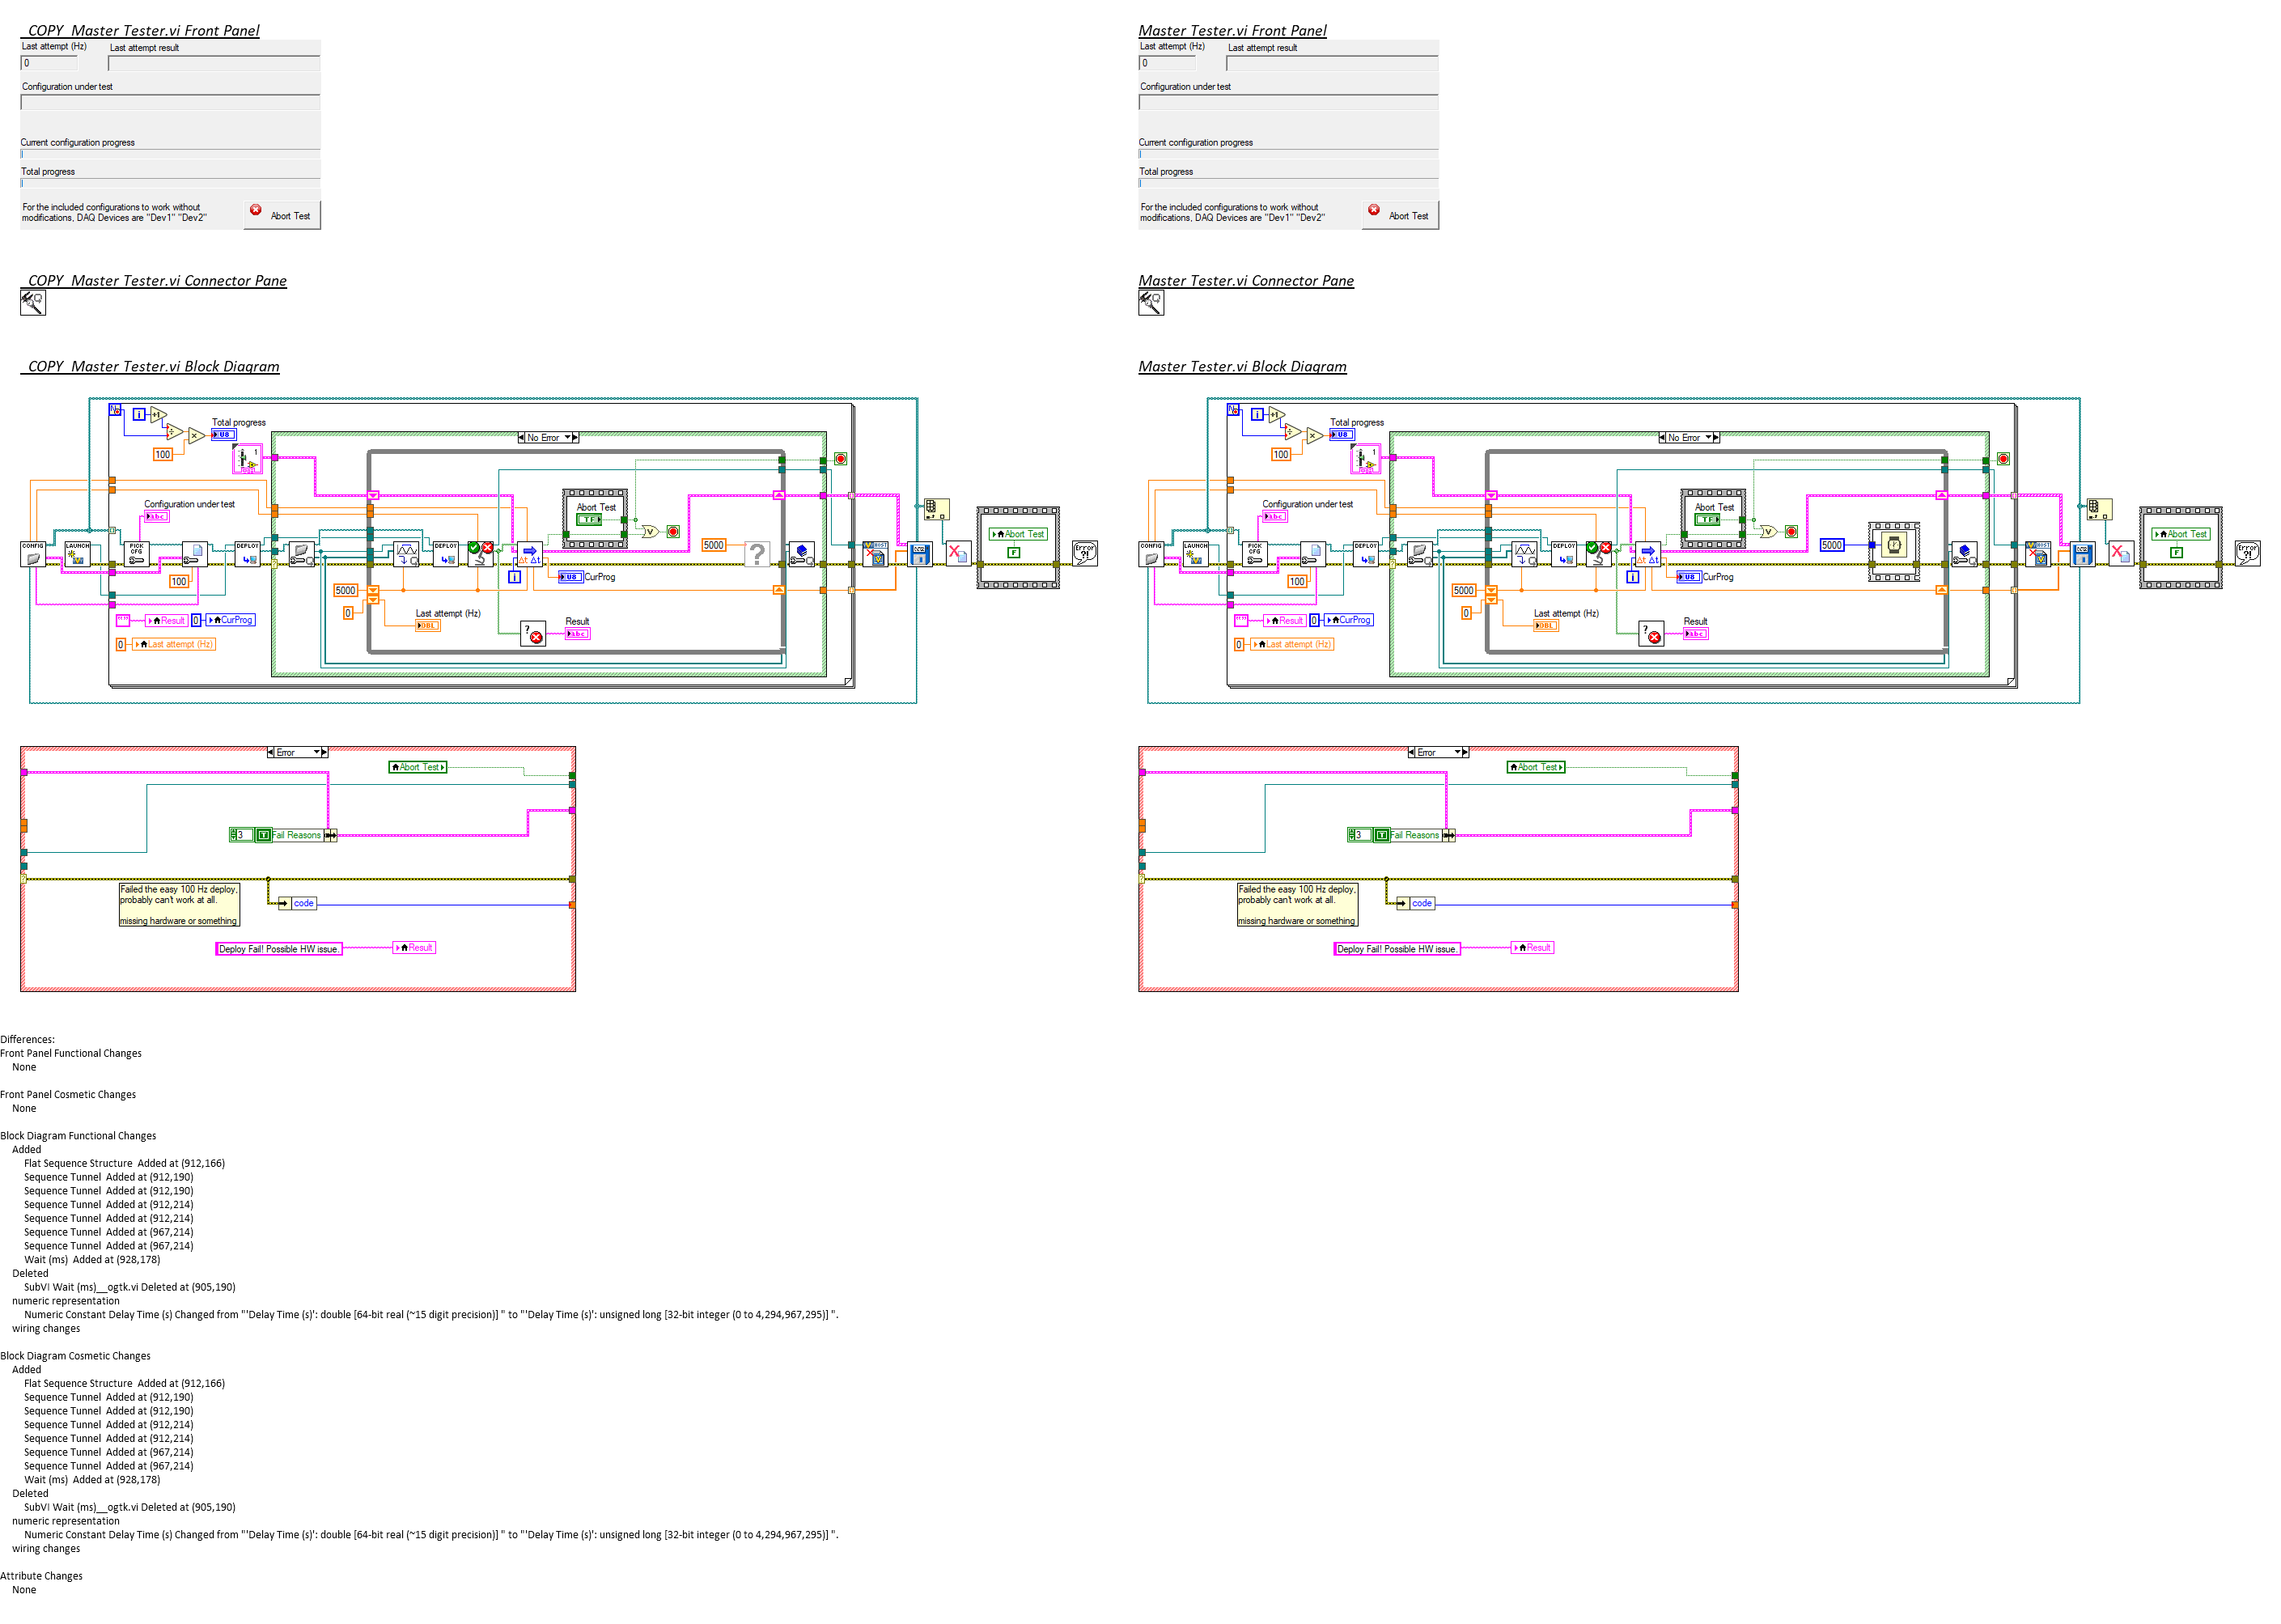 _COPY_Master Tester.vi Front Panel
Last attempt (Hz)
Last attempt result
0
Configuration under test
Current configuration progress
Total progress
For the included configurations to work without
modifications, DAQ Devices are "Dev1" "Dev2"
Abort Test
_COPY_Master Tester.vi Connector Pane
_COPY_Master Tester.vi Block Diagram
N
i
+1
Total progress
U8
100
No Error
1
Configuration under test
abc
Abort Test
TF
CONFIG
LAUNCH
PICK
CFG
DEPLOY
DEPLOY
5000
?
HOST
Abort Test
F
Error
?!
100
i
Δt Δt
U8
CurProg
5000
0
Last attempt (Hz)
DBL
Result
abc
Result
0
CurProg
0
Last attempt (Hz)
Error
Abort Test
3
T
Fail Reasons
Failed the easy 100 Hz deploy,
probably can't work at all.
missing hardware or something
code
Deploy Fail! Possible HW issue.
Result
Master Tester.vi Front Panel
Last attempt (Hz)
Last attempt result
0
Configuration under test
Current configuration progress
Total progress
For the included configurations to work without
modifications, DAQ Devices are "Dev1" "Dev2"
Abort Test
Master Tester.vi Connector Pane
Master Tester.vi Block Diagram
N
i
+1
Total progress
U8
100
No Error
1
Configuration under test
abc
Abort Test
TF
CONFIG
LAUNCH
PICK
CFG
DEPLOY
DEPLOY
5000
HOST
Abort Test
F
Error
?!
100
i
Δt Δt
U8
CurProg
5000
0
Last attempt (Hz)
DBL
Result
abc
Result
0
CurProg
0
Last attempt (Hz)
Error
Abort Test
3
T
Fail Reasons
Failed the easy 100 Hz deploy,
probably can't work at all.
missing hardware or something
code
Deploy Fail! Possible HW issue.
Result
Differences:
Front Panel Functional Changes
None
Front Panel Cosmetic Changes
None
Block Diagram Functional Changes
Added
Flat Sequence Structure  Added at (912,166)
Sequence Tunnel  Added at (912,190)
Sequence Tunnel  Added at (912,190)
Sequence Tunnel  Added at (912,214)
Sequence Tunnel  Added at (912,214)
Sequence Tunnel  Added at (967,214)
Sequence Tunnel  Added at (967,214)
Wait (ms)  Added at (928,178)
Deleted
SubVI Wait (ms)__ogtk.vi Deleted at (905,190)
numeric representation
Numeric Constant Delay Time (s) Changed from "'Delay Time (s)': double [64-bit real (~15 digit precision)] " to "'Delay Time (s)': unsigned long [32-bit integer (0 to 4,294,967,295)] ".
wiring changes
Block Diagram Cosmetic Changes
Added
Flat Sequence Structure  Added at (912,166)
Sequence Tunnel  Added at (912,190)
Sequence Tunnel  Added at (912,190)
Sequence Tunnel  Added at (912,214)
Sequence Tunnel  Added at (912,214)
Sequence Tunnel  Added at (967,214)
Sequence Tunnel  Added at (967,214)
Wait (ms)  Added at (928,178)
Deleted
SubVI Wait (ms)__ogtk.vi Deleted at (905,190)
numeric representation
Numeric Constant Delay Time (s) Changed from "'Delay Time (s)': double [64-bit real (~15 digit precision)] " to "'Delay Time (s)': unsigned long [32-bit integer (0 to 4,294,967,295)] ".
wiring changes
Attribute Changes
None